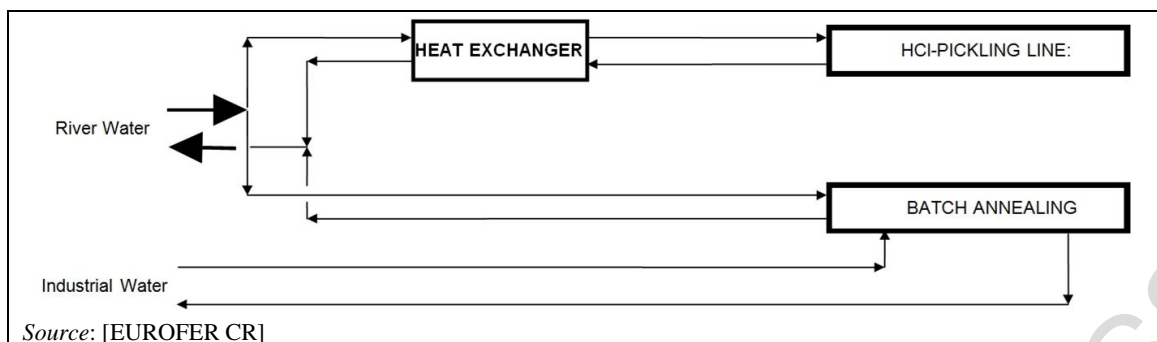 HEAT EXCHANGER
HCl-PICKLING LINE:
River Water
BATCH ANNEALING
Industrial Water
Source: [EUROFER CR]